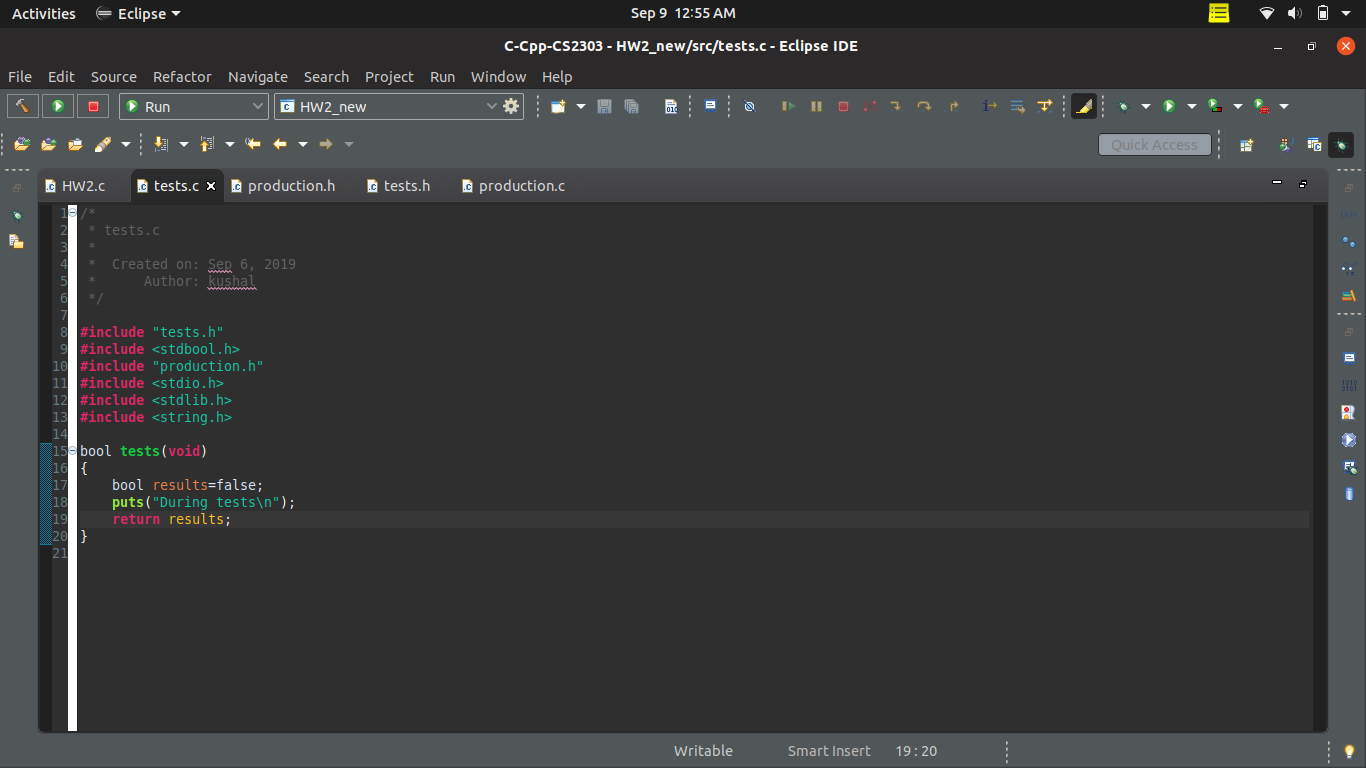 Activities Eclipse Sep 9 12:55 AM
C-Cpp-CS2303 - HW2_new/src/tests.c - Eclipse IDE
File Edit Source Refactor Navigate Search Project Run Window Help
Run HW2_new
Quick Access
HW2.c tests.c production.h tests.h production.c
1 /*
2  * tests.c
3  *
4  *  Created on: Sep 6, 2019
5  *      Author: kushal
6  */
7
8 #include "tests.h"
9 #include <stdbool.h>
10 #include "production.h"
11 #include <stdio.h>
12 #include <stdlib.h>
13 #include <string.h>
14
15 bool tests(void)
16 {
17     bool results=false;
18     puts("During tests\n");
19     return results;
20 }
21
Writable Smart Insert 19 : 20